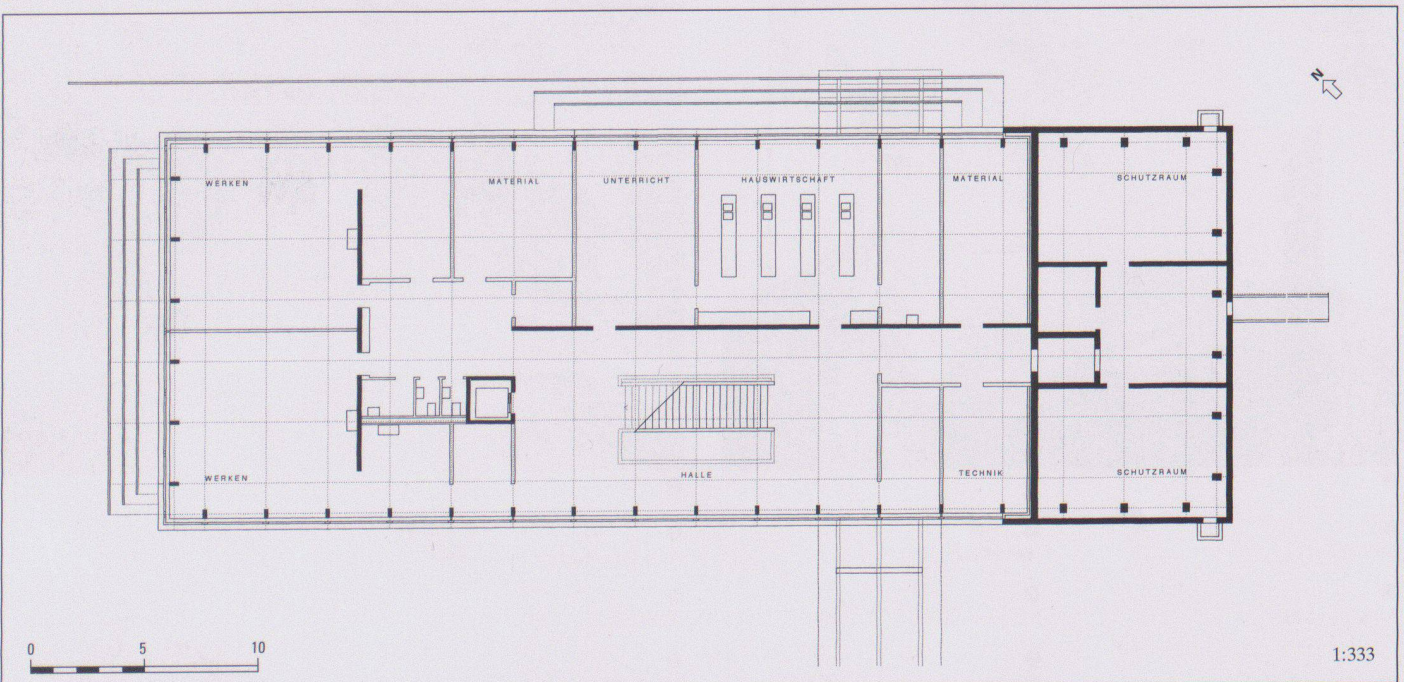 N
WERKEN
MATERIAL
UNTERRICHT
HAUSWIRTSCHAFT
MATERIAL
SCHUTZRAUM
WERKEN
HALLE
TECHNIK
SCHUTZRAUM
0 5 10
1:333